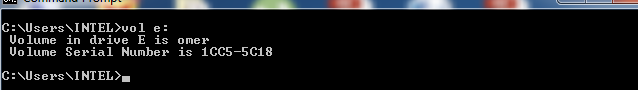 Command Prompt
C:\Users\INTEL>vol e:
 Volume in drive E is omer
 Volume Serial Number is 1CC5-5C18
C:\Users\INTEL>